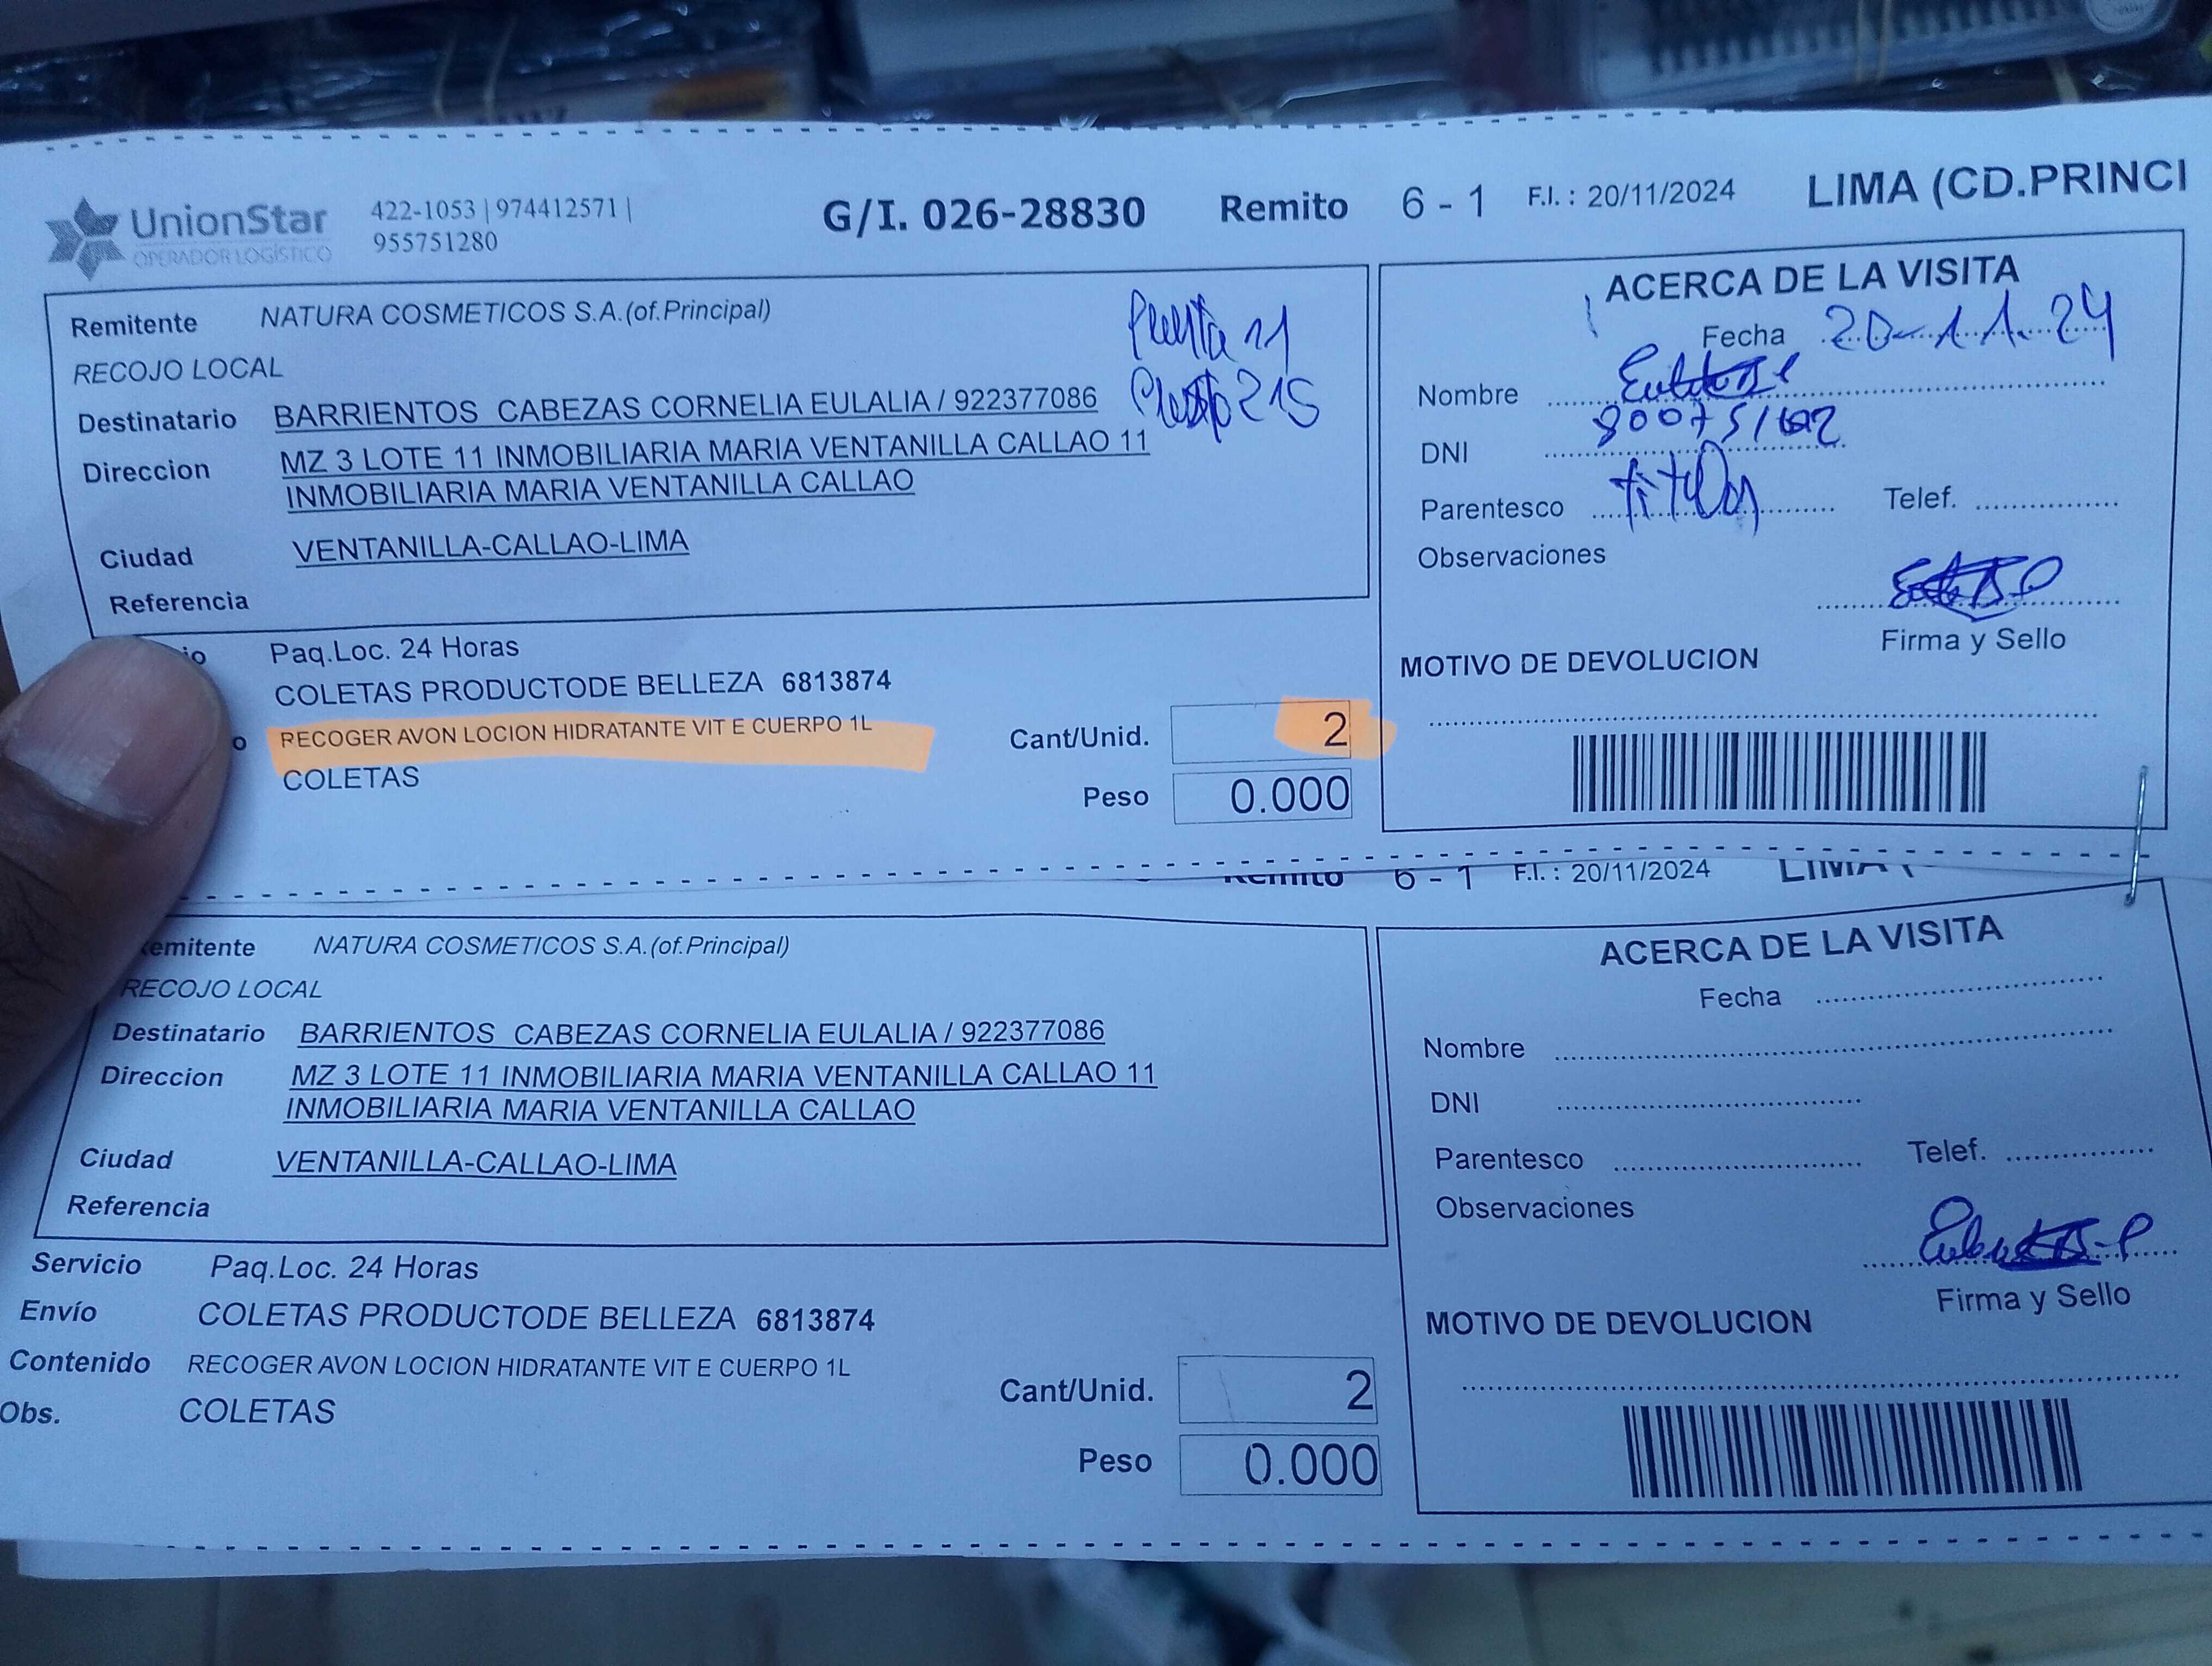 UnionStar
OPERADOR LOGÍSTICO
422-1053 | 974412571 |
955751280
G/I. 026-28830 Remito 6 - 1 F.I. : 20/11/2024 LIMA (CD.PRINCI
Remitente NATURA COSMETICOS S.A.(of.Principal)
RECOJO LOCAL
Destinatario BARRIENTOS CABEZAS CORNELIA EULALIA / 922377086
Direccion MZ 3 LOTE 11 INMOBILIARIA MARIA VENTANILLA CALLAO 11
INMOBILIARIA MARIA VENTANILLA CALLAO
Ciudad VENTANILLA-CALLAO-LIMA
Referencia
Puerta 11
Puesto 215
ACERCA DE LA VISITA
Fecha 20-11-24
Nombre
DNI
Parentesco Telef.
Observaciones
Firma y Sello
MOTIVO DE DEVOLUCION
io Paq.Loc. 24 Horas
COLETAS PRODUCTODE BELLEZA 6813874
o RECOGER AVON LOCION HIDRATANTE VIT E CUERPO 1L
COLETAS
Cant/Unid. 2
Peso 0.000
Remito 6 - 1 F.I. : 20/11/2024 LIMA (
emitente NATURA COSMETICOS S.A.(of.Principal)
RECOJO LOCAL
Destinatario BARRIENTOS CABEZAS CORNELIA EULALIA / 922377086
Direccion MZ 3 LOTE 11 INMOBILIARIA MARIA VENTANILLA CALLAO 11
INMOBILIARIA MARIA VENTANILLA CALLAO
Ciudad VENTANILLA-CALLAO-LIMA
Referencia
ACERCA DE LA VISITA
Fecha
Nombre
DNI
Parentesco Telef.
Observaciones
Firma y Sello
MOTIVO DE DEVOLUCION
Servicio Paq.Loc. 24 Horas
Envío COLETAS PRODUCTODE BELLEZA 6813874
Contenido RECOGER AVON LOCION HIDRATANTE VIT E CUERPO 1L
Obs. COLETAS
Cant/Unid. 2
Peso 0.000